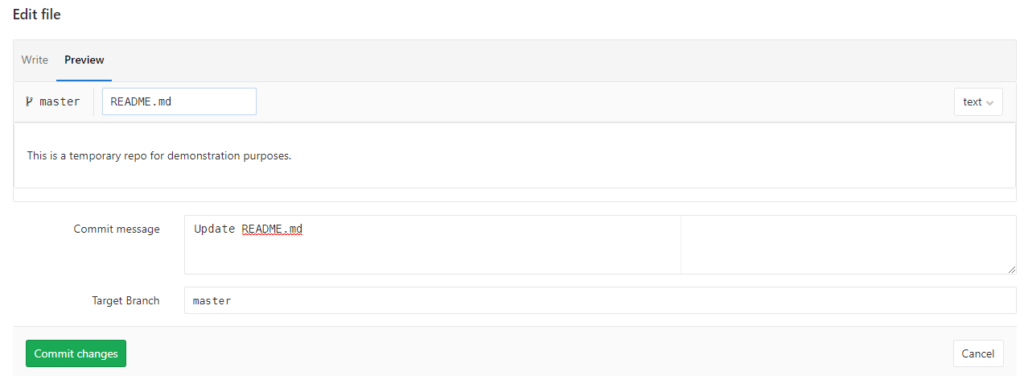 Edit file
Write Preview
master README.md text
This is a temporary repo for demonstration purposes.
Commit message Update README.md
Target Branch master
Commit changes Cancel